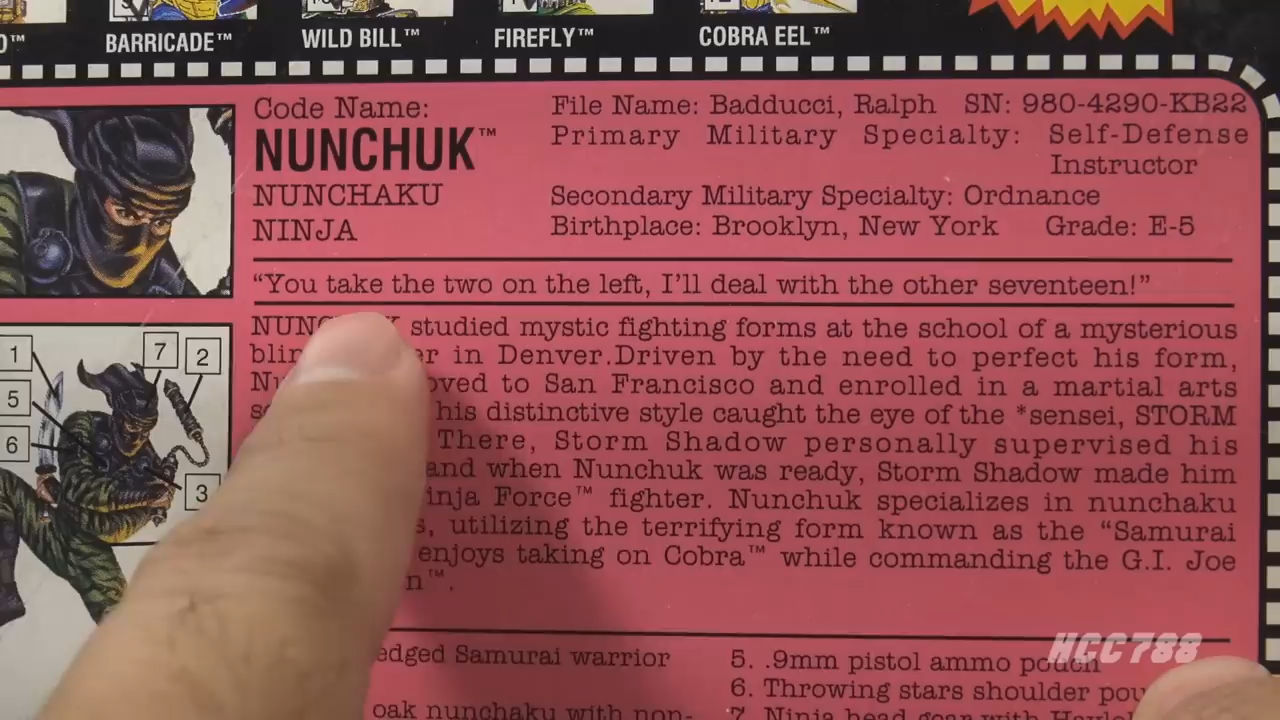 BARRICADE™ WILD BILL™ FIREFLY™ COBRA EEL™
Code Name:
NUNCHUK™
NUNCHAKU
NINJA
File Name: Badducci, Ralph SN: 980-4290-KB22
Primary Military Specialty: Self-Defense
Instructor
Secondary Military Specialty: Ordnance
Birthplace: Brooklyn, New York Grade: E-5
"You take the two on the left, I'll deal with the other seventeen!"
studied mystic fighting forms at the school of a mysterious
in Denver.Driven by the need to perfect his form,
to San Francisco and enrolled in a martial arts
his distinctive style caught the eye of the *sensei, STORM
There, Storm Shadow personally supervised his
and when Nunchuk was ready, Storm Shadow made him
Force™ fighter. Nunchuk specializes in nunchaku
utilizing the terrifying form known as the "Samurai
enjoys taking on Cobra™ while commanding the G.I. Joe
1
7
2
5
6
3
Samurai warrior
oak nunchaku with non-
5. .9mm pistol ammo pouch
6. Throwing stars shoulder
7. Ninja head gear with
HCC788